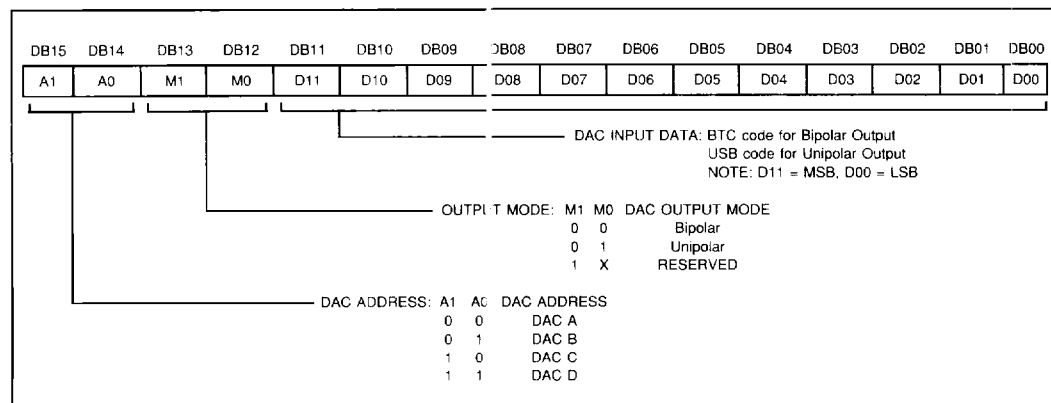 DB15 DB14 DB13 DB12 DB11 DB10 DB09 DB08 DB07 DB06 DB05 DB04 DB03 DB02 DB01 DB00
A1 A0 M1 M0 D11 D10 D09 D08 D07 D06 D05 D04 D03 D02 D01 D00
DAC INPUT DATA: BTC code for Bipolar Output
USB code for Unipolar Output
NOTE: D11 = MSB, D00 = LSB
OUTPUT MODE: M1 M0 DAC OUTPUT MODE
0 0 Bipolar
0 1 Unipolar
1 X RESERVED
DAC ADDRESS: A1 A0 DAC ADDRESS
0 0 DAC A
0 1 DAC B
1 0 DAC C
1 1 DAC D